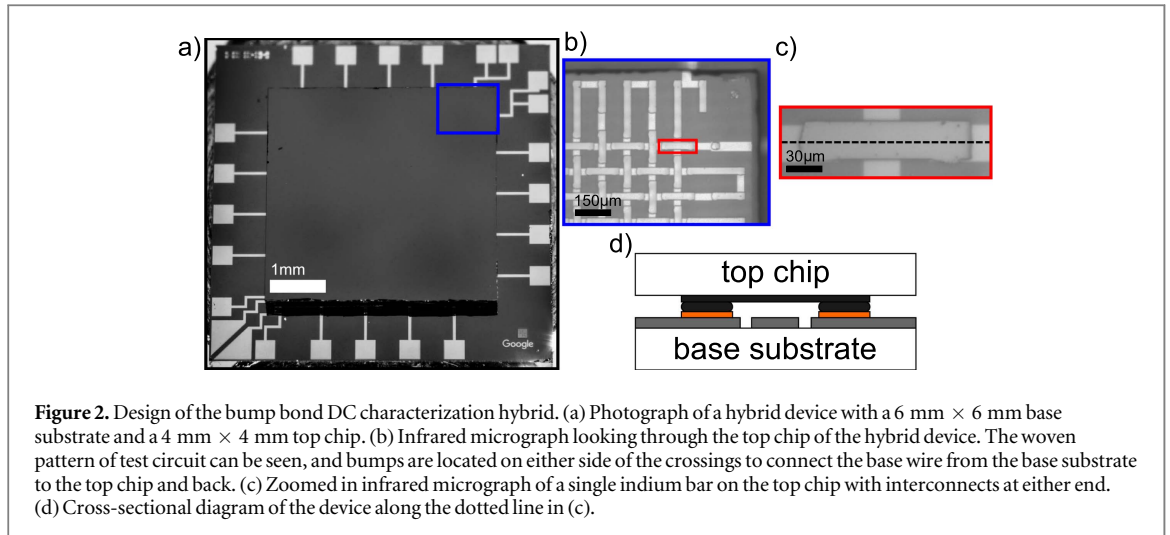 a)
b)
c)
1mm
Google
150μm
30μm
d)
top chip
base substrate
Figure 2. Design of the bump bond DC characterization hybrid. (a) Photograph of a hybrid device with a 6 mm × 6 mm base
substrate and a 4 mm × 4 mm top chip. (b) Infrared micrograph looking through the top chip of the hybrid device. The woven
pattern of test circuit can be seen, and bumps are located on either side of the crossings to connect the base wire from the base substrate
to the top chip and back. (c) Zoomed in infrared micrograph of a single indium bar on the top chip with interconnects at either end.
(d) Cross-sectional diagram of the device along the dotted line in (c).